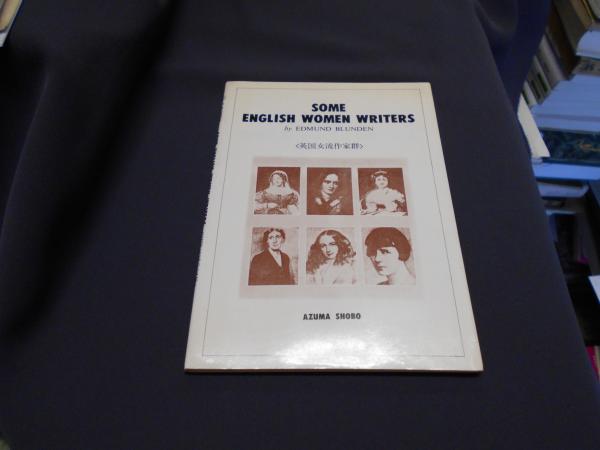 SOME
ENGLISH WOMEN WRITERS
by EDMUND BLUNDEN
〈英国女流作家群〉
AZUMA SHOBO